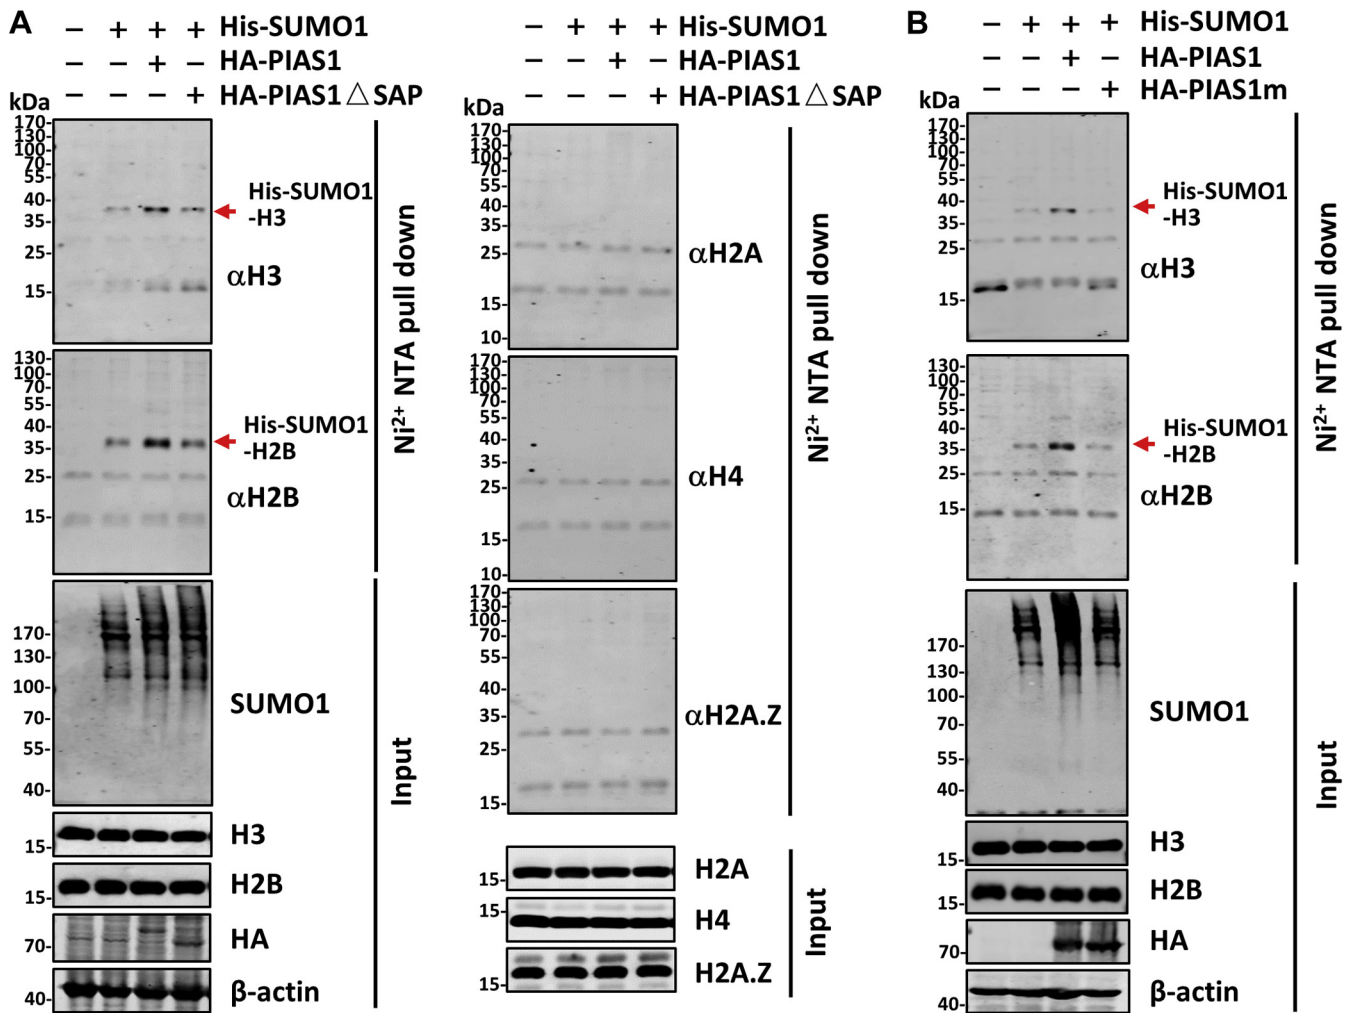 A
− + + + His-SUMO1
− − + − HA-PIAS1
− − − + HA-PIAS1△SAP
kDa
170-
130-
100-
70-
55-
40-
35-
25-
15-
His-SUMO1
-H3
αH3
130-
100-
70-
55-
40-
35-
25-
15-
His-SUMO1
-H2B
αH2B
Ni2+ NTA pull down
170-
130-
100-
70-
55-
40-
SUMO1
15-
H3
15-
H2B
70-
HA
40-
β-actin
Input
− + + + His-SUMO1
− − + − HA-PIAS1
− − − + HA-PIAS1△SAP
kDa
170-
130-
100-
70-
55-
40-
35-
25-
15-
10-
αH2A
170-
130-
100-
70-
55-
40-
35-
25-
15-
10-
αH4
170-
130-
100-
70-
55-
40-
35-
25-
15-
αH2A.Z
Ni2+ NTA pull down
15-
H2A
15-
H4
15-
H2A.Z
Input
B
− + + + His-SUMO1
− − + − HA-PIAS1
− − − + HA-PIAS1m
kDa
170-
130-
100-
70-
55-
40-
35-
25-
15-
His-SUMO1
-H3
αH3
130-
100-
70-
55-
40-
35-
25-
15-
His-SUMO1
-H2B
αH2B
Ni2+ NTA pull down
170-
130-
100-
70-
55-
40-
SUMO1
15-
H3
15-
H2B
70-
HA
40-
β-actin
Input